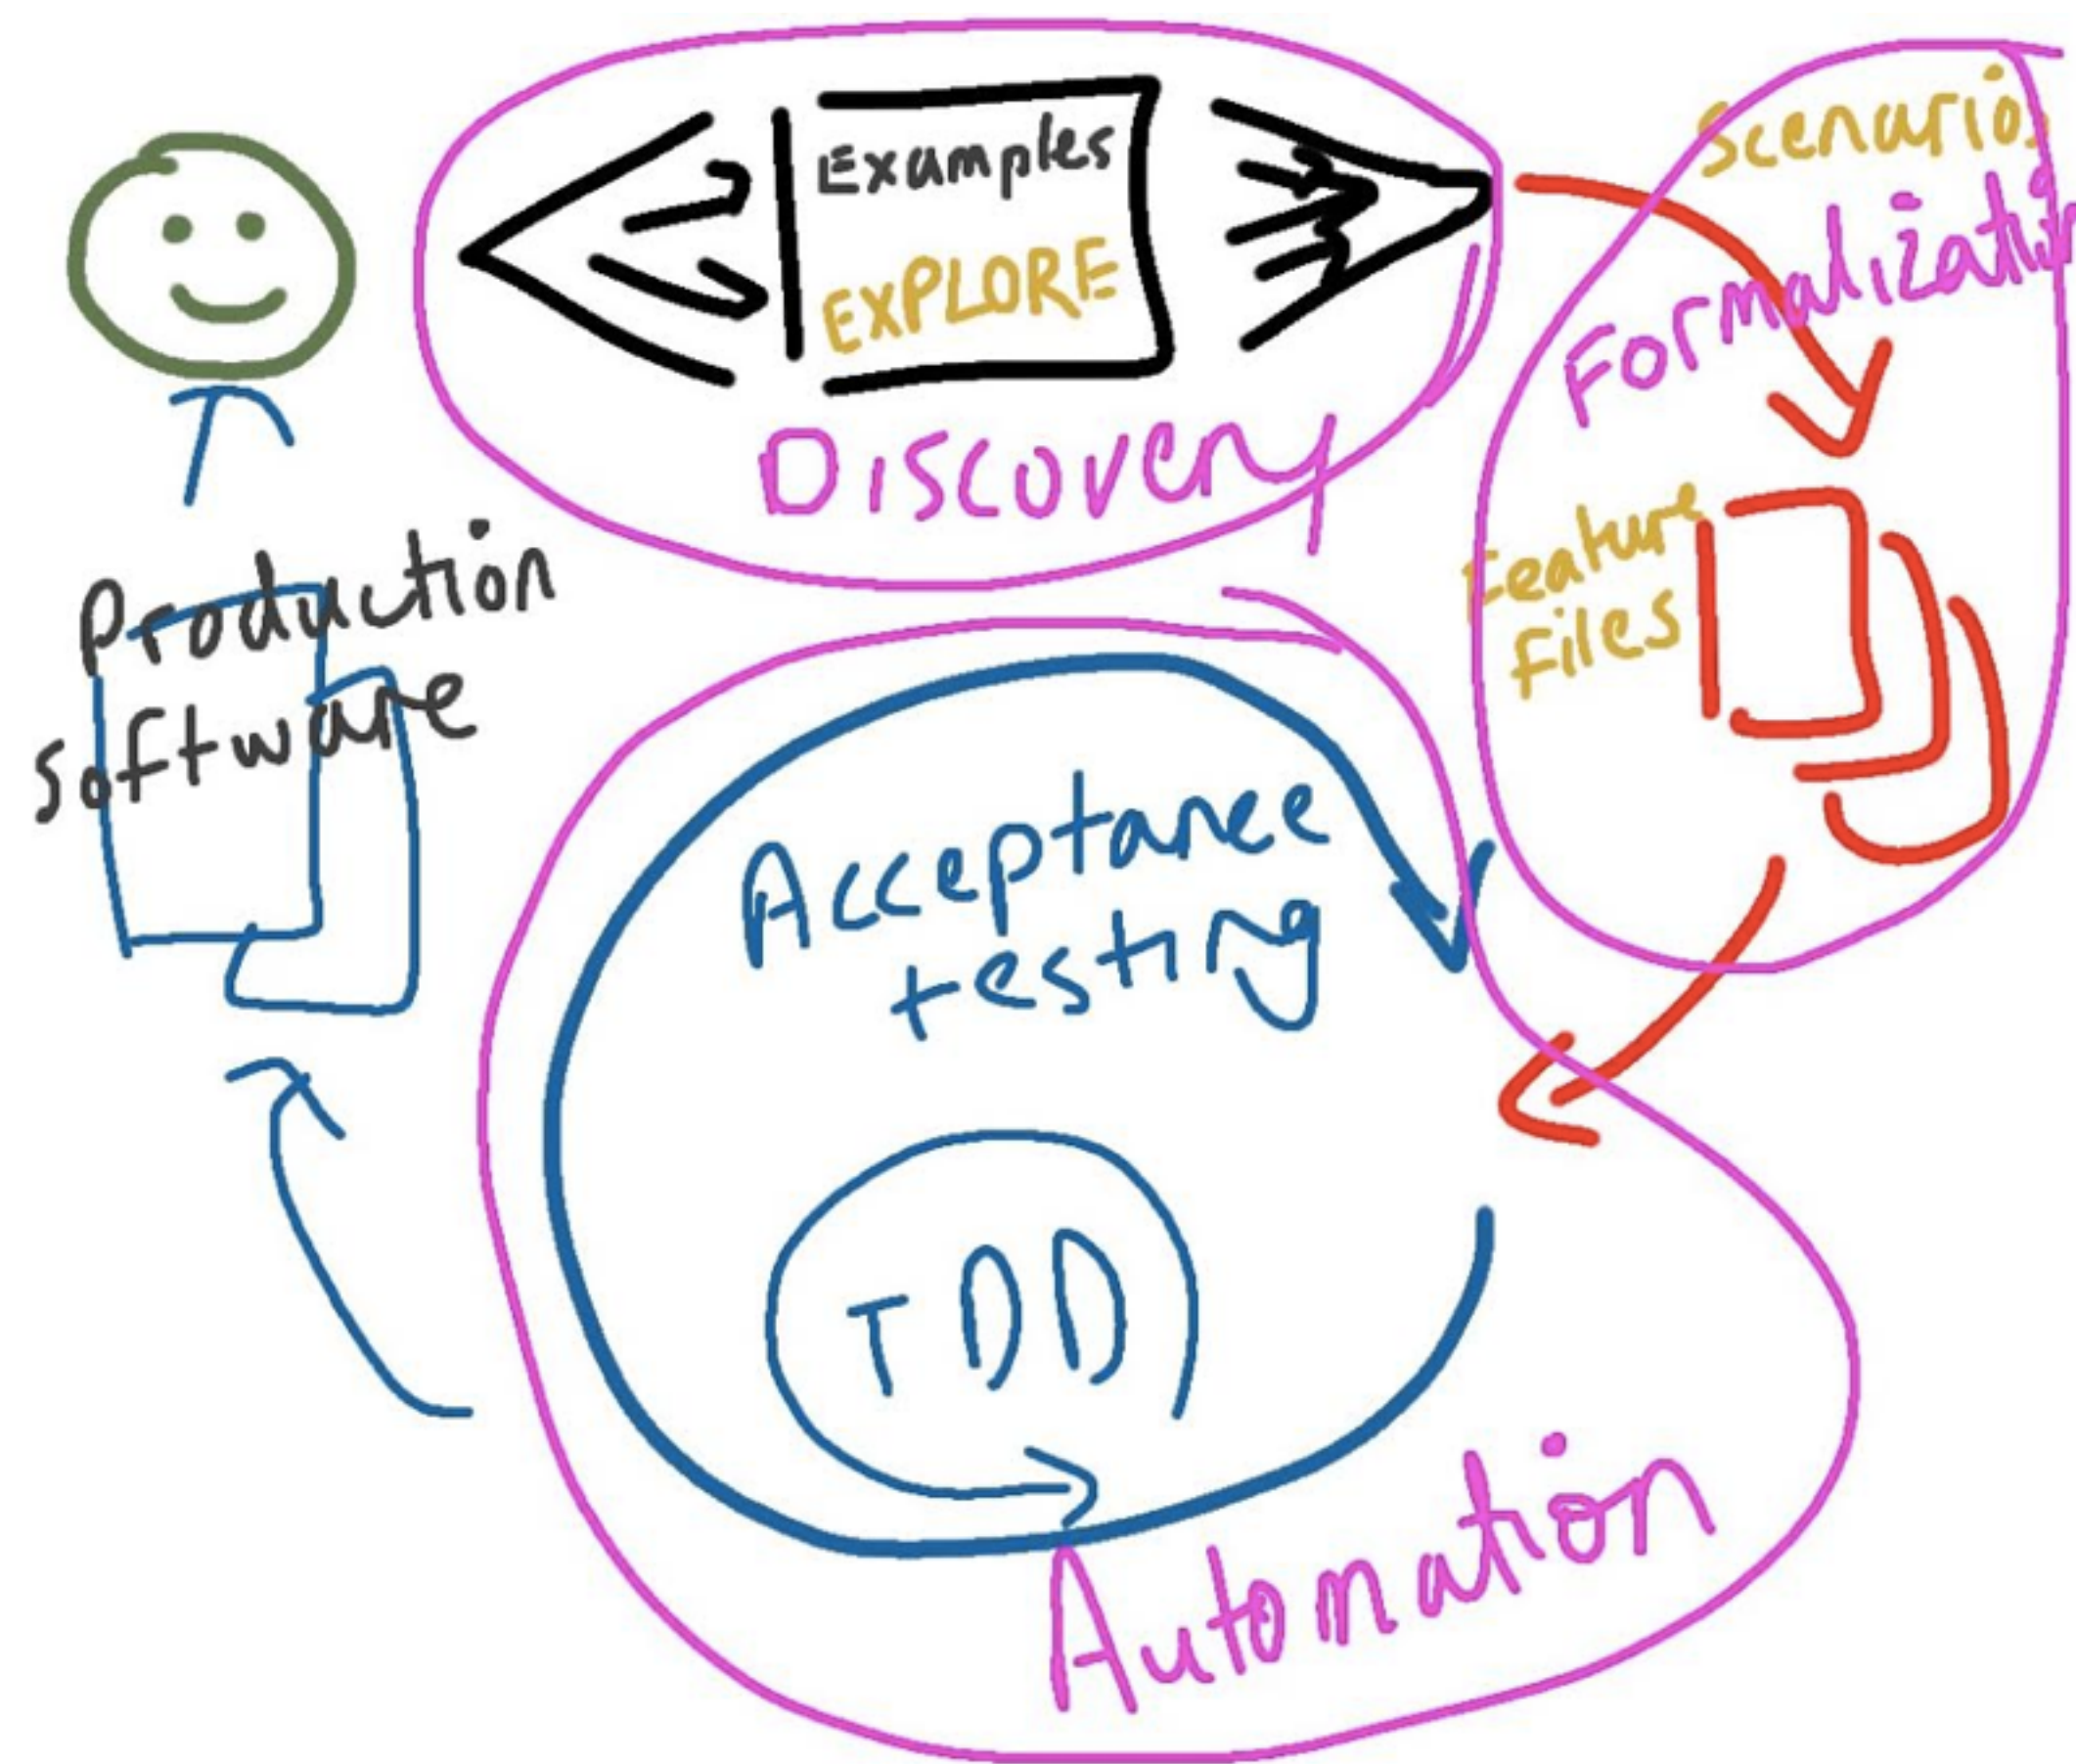 Examples
EXPLORE
Discovery
Scenarios
Formalization
Feature
Files
Production
software
Acceptance
testing
TDD
Automation